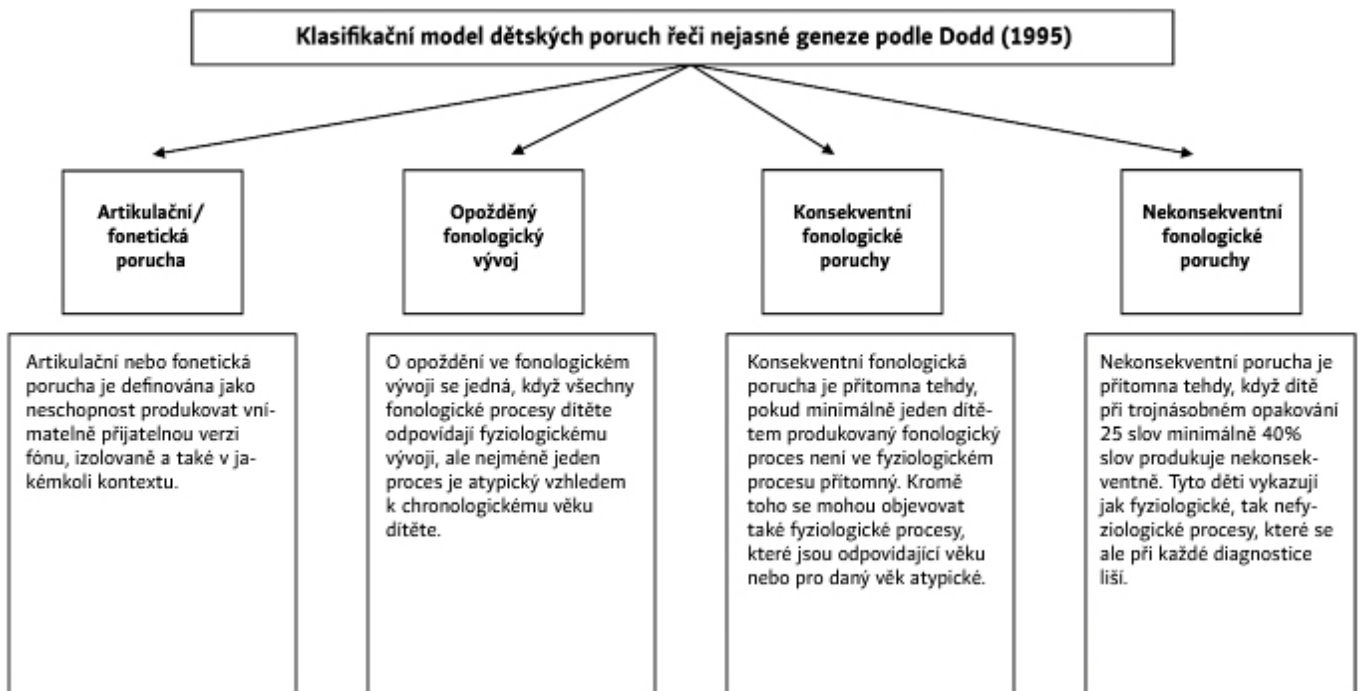 Klasifikační model dětských poruch řeči nejasné geneze podle Dodd (1995)
Artikulační/
fonetická
porucha
Artikulační nebo fonetická
porucha je definována jako
neschopnost produkovat vní-
matelně přijatelnou verzi
fónu, izolovaně a také v ja-
kémkoli kontextu.
Opožděný
fonologický
vývoj
O opoždění ve fonologickém
vývoji se jedná, když všechny
fonologické procesy dítěte
odpovídají fyziologickému
vývoji, ale nejméně jeden
proces je atypický vzhledem
k chronologickému věku
dítěte.
Konsekventní
fonologické
poruchy
Konsekventní fonologická
porucha je přítomna tehdy,
pokud minimálně jeden dítě-
tem produkovaný fonologický
proces není ve fyziologickém
procesu přítomný. Kromě
toho se mohou objevovat
také fyziologické procesy,
které jsou odpovídající věku
nebo pro daný věk atypické.
Nekonsekventní
fonologické
poruchy
Nekonsekventní porucha je
přítomna tehdy, když dítě
při trojnásobném opakování
25 slov minimálně 40%
slov produkuje nekonsek-
ventně. Tyto děti vykazují
jak fyziologické, tak nefy-
ziologické procesy, které se
ale při každé diagnostice
liší.